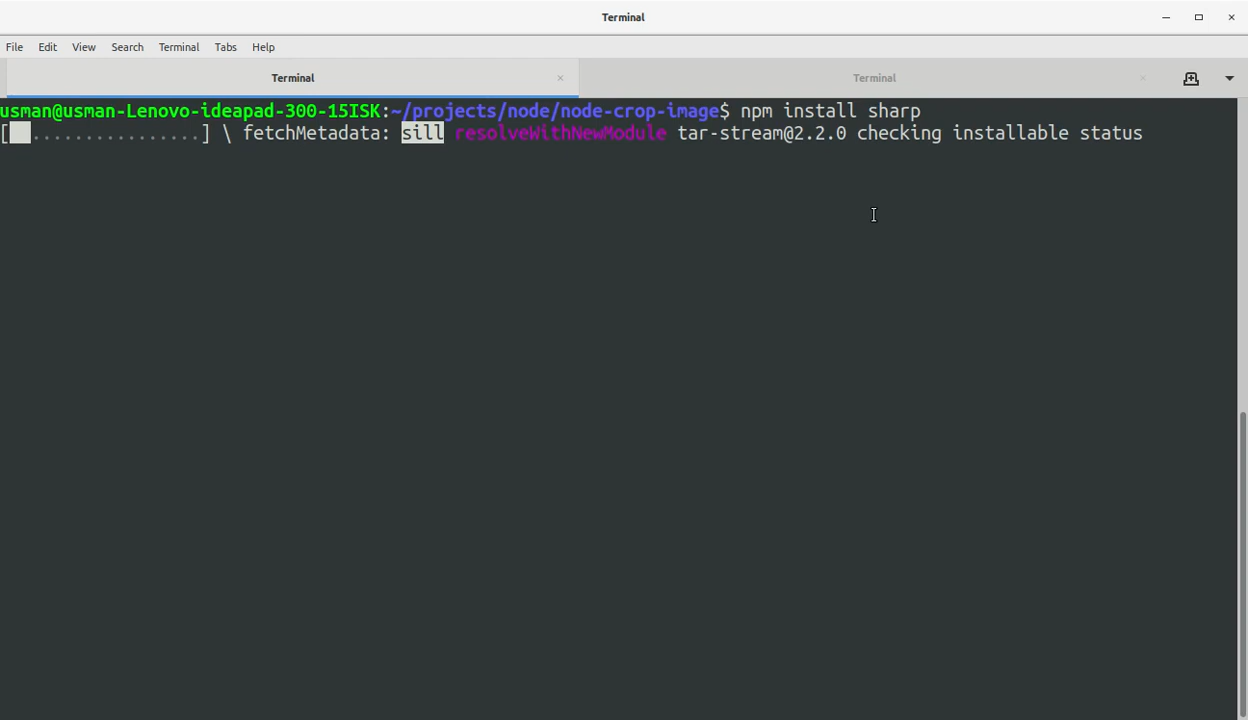 Terminal
File Edit View Search Terminal Tabs Help
Terminal Terminal
usman@usman-Lenovo-ideapad-300-15ISK:~/projects/node/node-crop-image$ npm install sharp
[ ................] \ fetchMetadata: sill resolveWithNewModule tar-stream@2.2.0 checking installable status